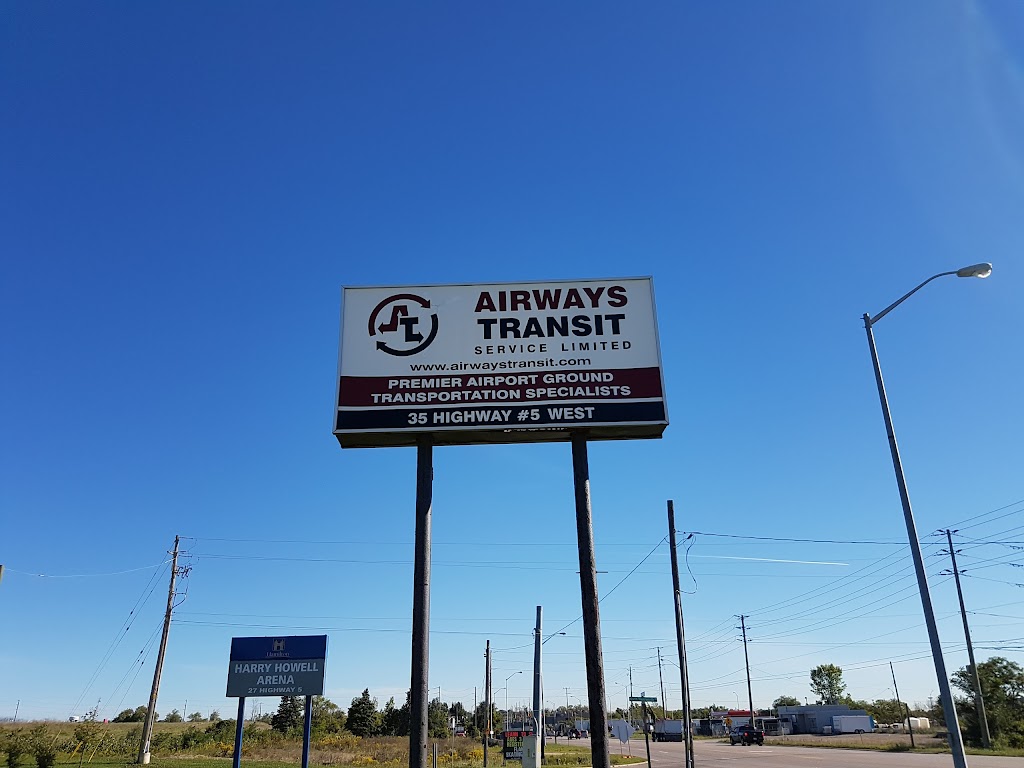 AIRWAYS
TRANSIT
SERVICE LIMITED
www.airwaystransit.com
PREMIER AIRPORT GROUND
TRANSPORTATION SPECIALISTS
35 HIGHWAY #5 WEST
Hamilton
HARRY HOWELL
ARENA
27 HIGHWAY 5